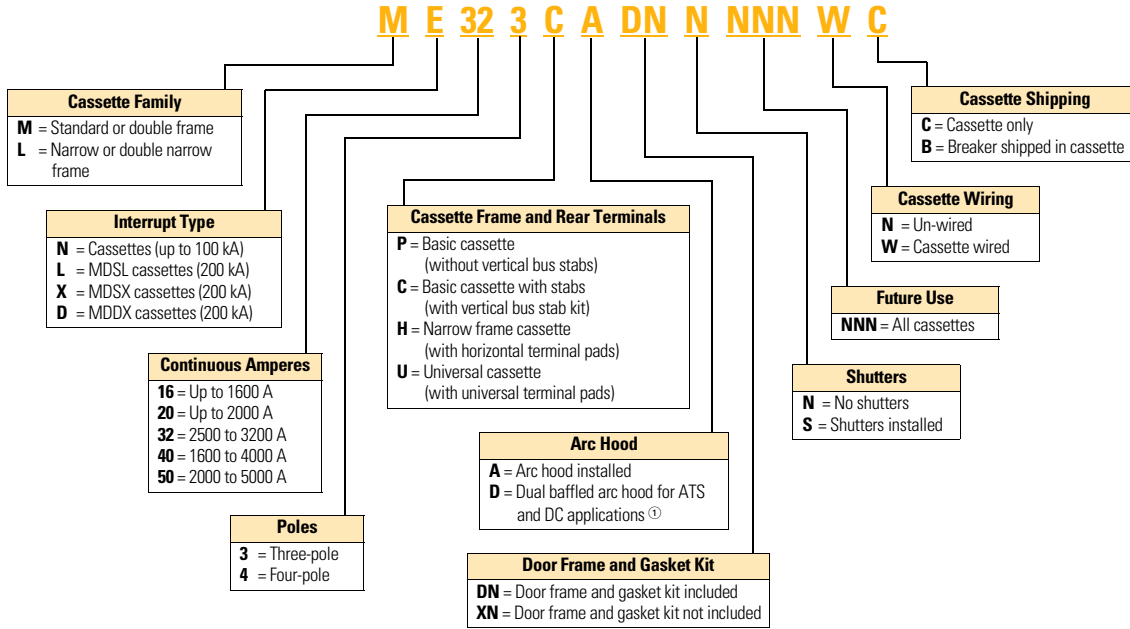 M E 32 3 C A DN N NNN W C
Cassette Family
M = Standard or double frame
L = Narrow or double narrow
frame
Interrupt Type
N = Cassettes (up to 100 kA)
L = MDSL cassettes (200 kA)
X = MDSX cassettes (200 kA)
D = MDDX cassettes (200 kA)
Continuous Amperes
16 = Up to 1600 A
20 = Up to 2000 A
32 = 2500 to 3200 A
40 = 1600 to 4000 A
50 = 2000 to 5000 A
Poles
3 = Three-pole
4 = Four-pole
Cassette Frame and Rear Terminals
P = Basic cassette
(without vertical bus stabs)
C = Basic cassette with stabs
(with vertical bus stab kit)
H = Narrow frame cassette
(with horizontal terminal pads)
U = Universal cassette
(with universal terminal pads)
Arc Hood
A = Arc hood installed
D = Dual baffled arc hood for ATS
and DC applications ①
Door Frame and Gasket Kit
DN = Door frame and gasket kit included
XN = Door frame and gasket kit not included
Shutters
N = No shutters
S = Shutters installed
Future Use
NNN = All cassettes
Cassette Wiring
N = Un-wired
W = Cassette wired
Cassette Shipping
C = Cassette only
B = Breaker shipped in cassette